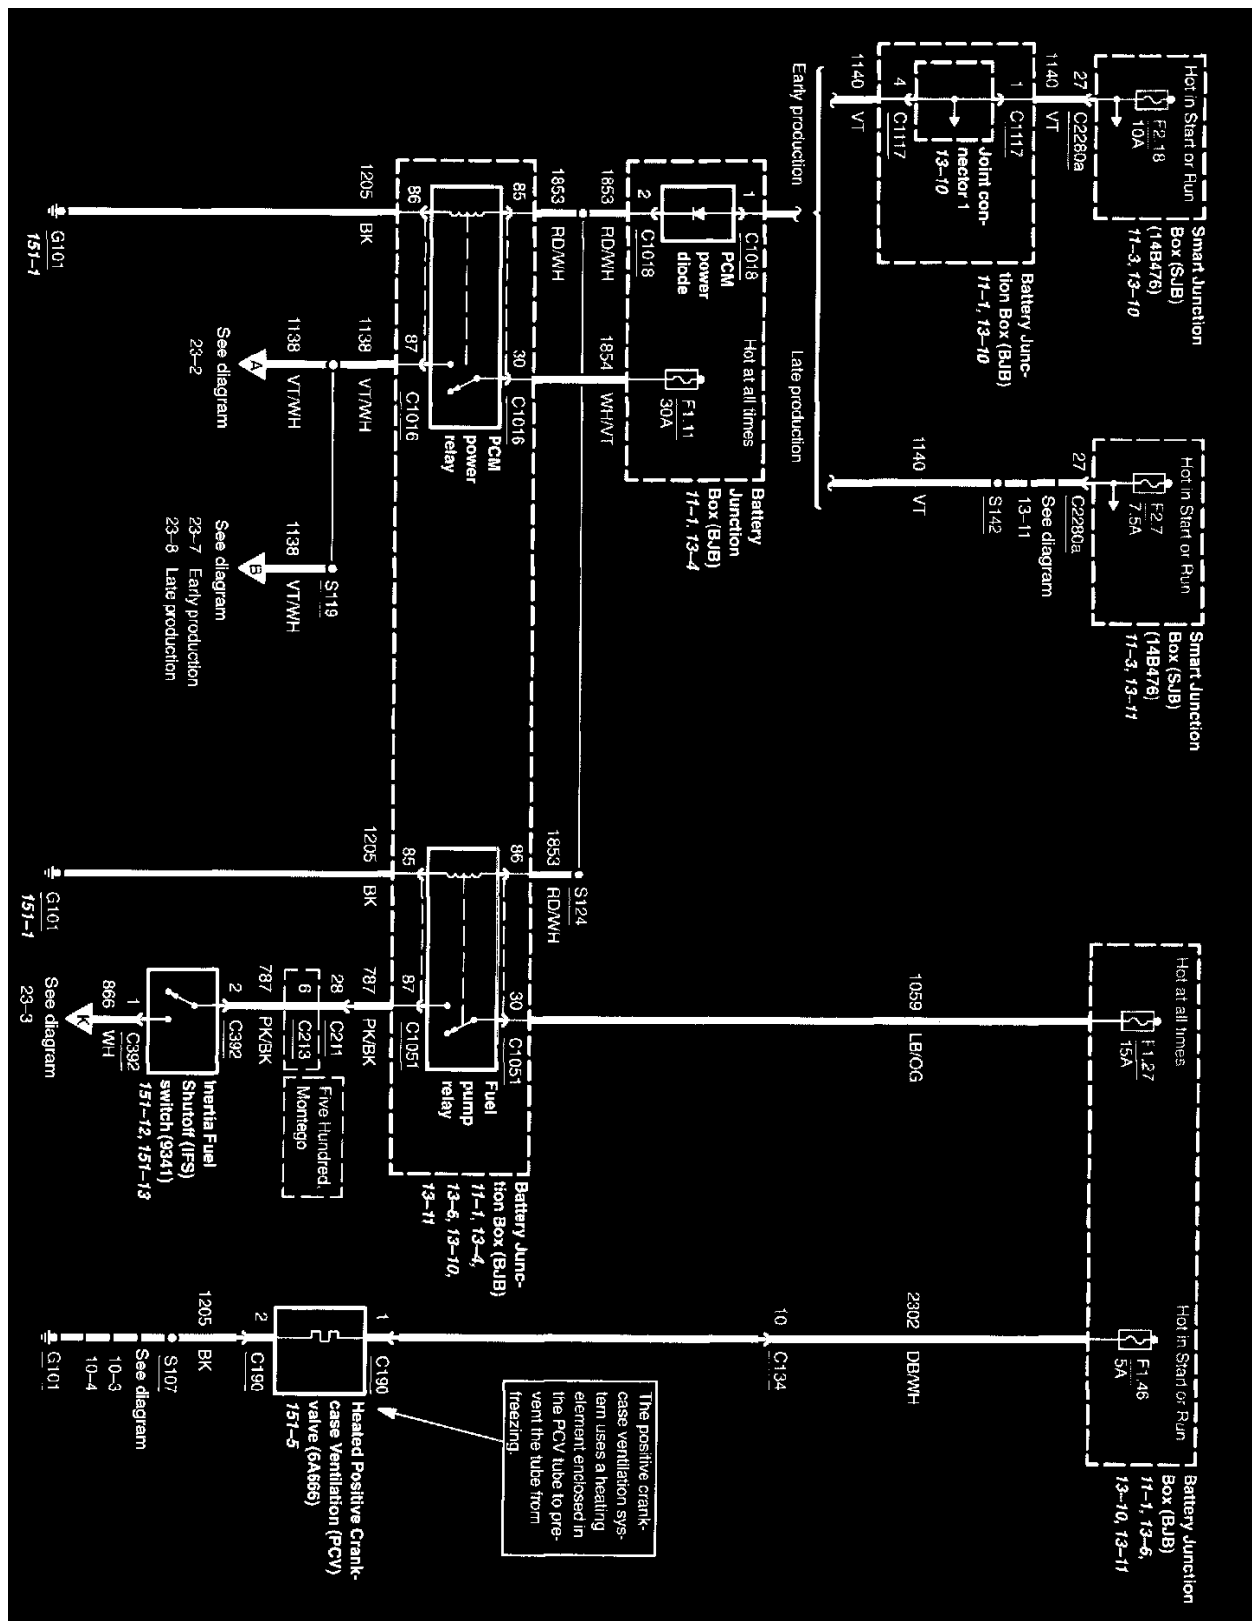 Hot in Start or Run
F2.18
10A
Smart Junction
Box (SJB)
(14B476)
11–3, 13–10
27
C2280a
1140
VT
1
C1117
Joint con-
nector 1
13–10
4
C1117
Battery Junc-
tion Box (BJB)
11–1, 13–10
1140
VT
Early production
Hot in Start or Run
F2.7
7.5A
Smart Junction
Box (SJB)
(14B476)
11–3, 13–11
27
C2280a
See diagram
13–11
S142
1140
VT
Late production
Hot at all times
F1.27
15A
Hot in Start or Run
F1.46
5A
Battery Junction
Box (BJB)
11–1, 13–6,
13–10, 13–11
1
C1018
PCM
power
diode
2
C1018
Hot at all times
F1.11
30A
Battery
Junction
Box (BJB)
11–1, 13–4
1853
RD/WH
1853
RD/WH
1854
WH/VT
S124
1853
RD/WH
1059
LB/OG
2302
DB/WH
10
C134
85
30
C1016
PCM
power
relay
86
87
C1016
86
30
C1051
Fuel
pump
relay
85
87
C1051
Battery Junc-
tion Box (BJB)
11–1, 13–4,
13–6, 13–10,
13–11
1205
BK
G101
151–1
1138
VT/WH
1138
VT/WH
A
See diagram
23–2
S119
1138
VT/WH
B
See diagram
23–7 Early production
23–8 Late production
1205
BK
G101
151–1
787
PK/BK
28
C211
6
C213
Five Hundred,
Montego
787
PK/BK
2
C392
Inertia Fuel
Shutoff (IFS)
switch (9341)
151–12, 151–13
1
C392
866
WH
K
See diagram
23–3
The positive crank-
case ventilation sys-
tem uses a heating
element enclosed in
the PCV tube to pre-
vent the tube from
freezing.
1
C190
Heated Positive Crank-
case Ventilation (PCV)
valve (6A666)
151–5
2
C190
1205
BK
S107
See diagram
10–3
10–4
G101